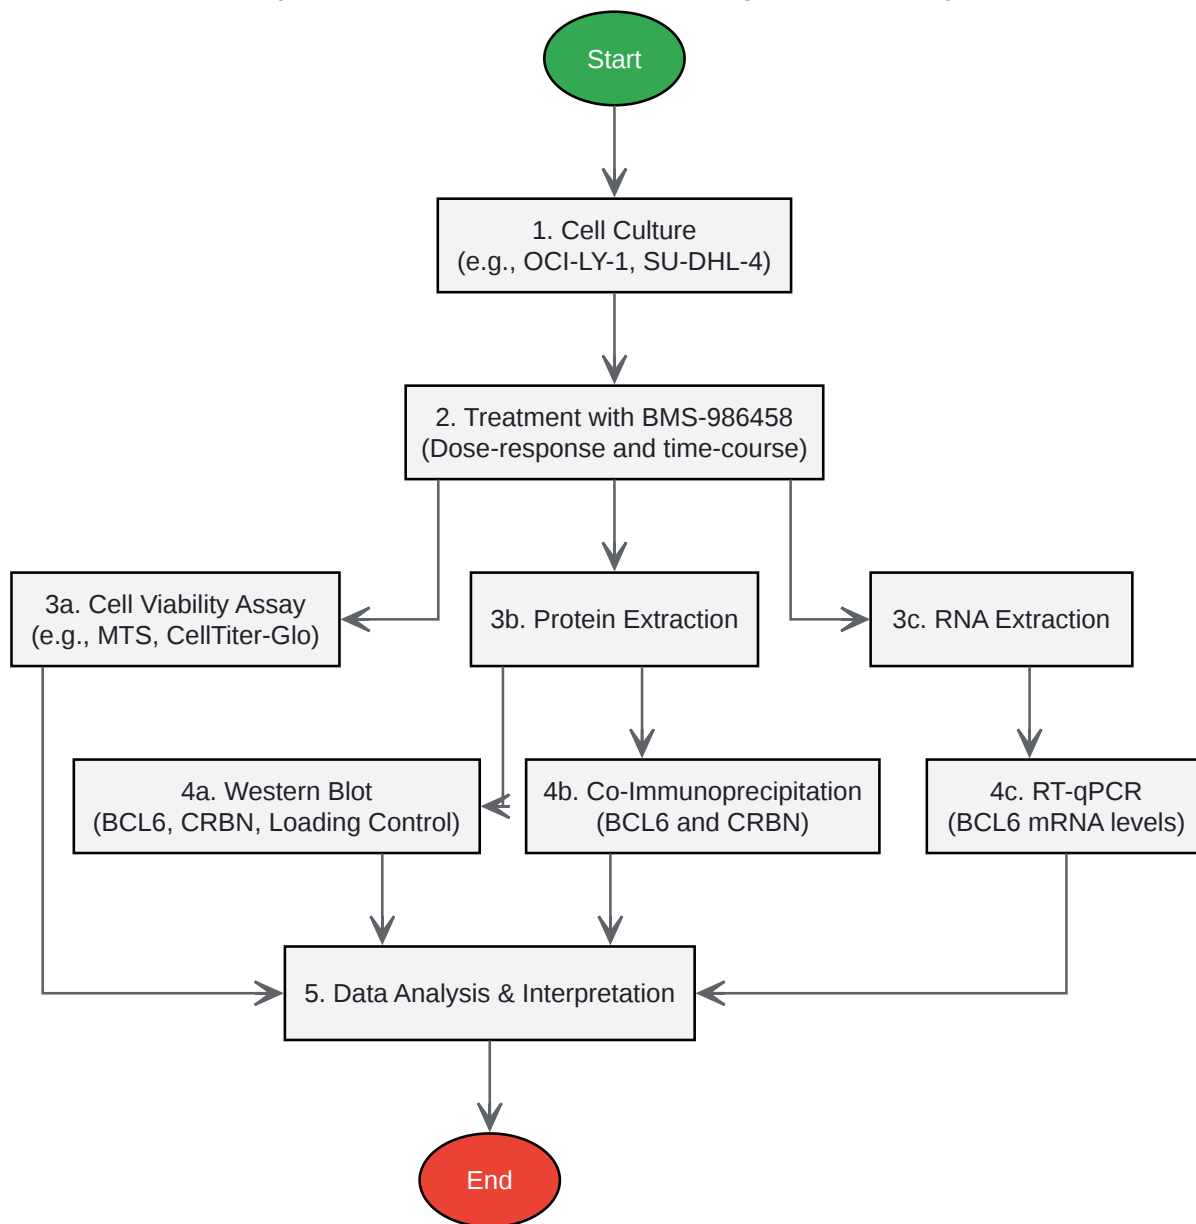 Start
1. Cell Culture
(e.g., OCI-LY-1, SU-DHL-4)
2. Treatment with BMS-986458
(Dose-response and time-course)
3a. Cell Viability Assay
(e.g., MTS, CellTiter-Glo)
3b. Protein Extraction
3c. RNA Extraction
4a. Western Blot
(BCL6, CRBN, Loading Control)
4b. Co-Immunoprecipitation
(BCL6 and CRBN)
4c. RT-qPCR
(BCL6 mRNA levels)
5. Data Analysis & Interpretation
End